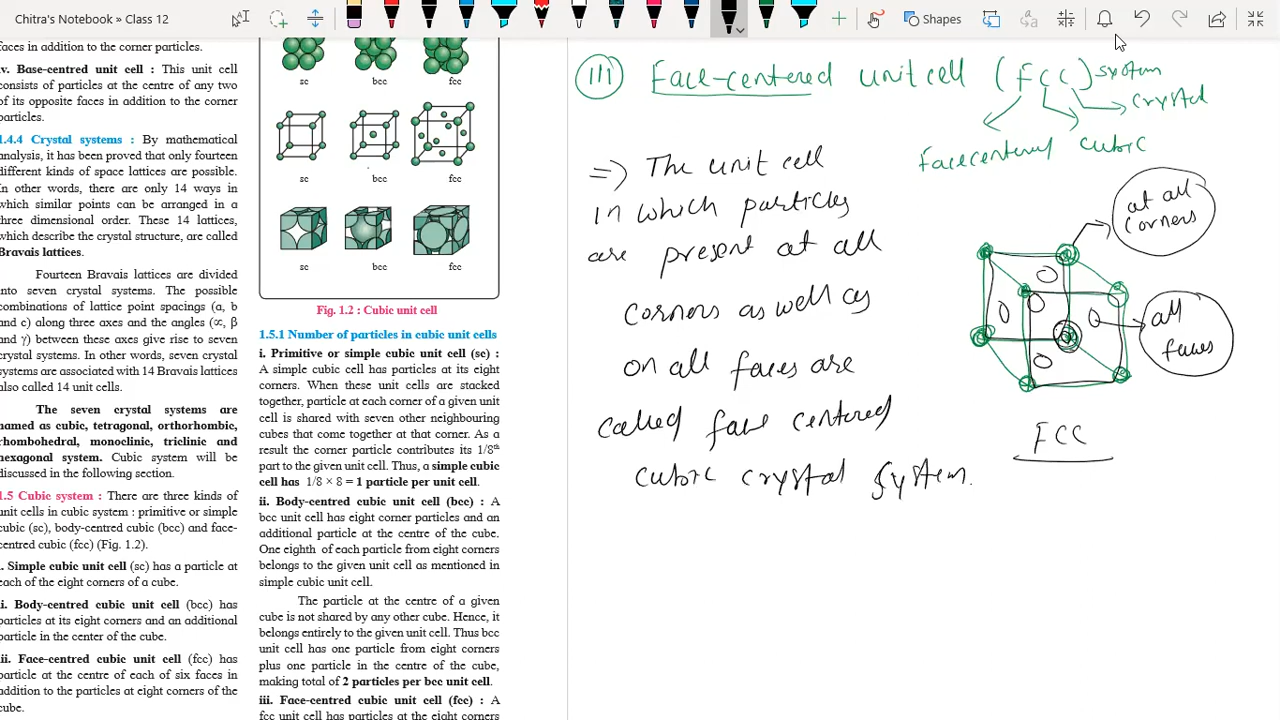 Chitra's Notebook » Class 12
Shapes
faces in addition to the corner particles.
iv. Base-centred unit cell : This unit cell
consists of particles at the centre of any two
of its opposite faces in addition to the corner
particles.
1.4.4 Crystal systems : By mathematical
analysis, it has been proved that only fourteen
different kinds of space lattices are possible.
In other words, there are only 14 ways in
which similar points can be arranged in a
three dimensional order. These 14 lattices,
which describe the crystal structure, are called
Bravais lattices.
Fourteen Bravais lattices are divided
into seven crystal systems. The possible
combinations of lattice point spacings (a, b
and c) along three axes and the angles (∝, β
and γ) between these axes give rise to seven
crystal systems. In other words, seven crystal
systems are associated with 14 Bravais lattices
also called 14 unit cells.
The seven crystal systems are
named as cubic, tetragonal, orthorhombic,
rhombohedral, monoclinic, triclinic and
hexagonal system. Cubic system will be
discussed in the following section.
1.5 Cubic system : There are three kinds of
unit cells in cubic system : primitive or simple
cubic (sc), body-centred cubic (bcc) and face-
centred cubic (fcc) (Fig. 1.2).
i. Simple cubic unit cell (sc) has a particle at
each of the eight corners of a cube.
ii. Body-centred cubic unit cell (bcc) has
particles at its eight corners and an additional
particle in the center of the cube.
iii. Face-centred cubic unit cell (fcc) has
particle at the centre of each of six faces in
addition to the particles at eight corners of the
cube.
sc bcc fcc
sc bcc fcc
sc bcc fcc
Fig. 1.2 : Cubic unit cell
1.5.1 Number of particles in cubic unit cells
i. Primitive or simple cubic unit cell (sc) :
A simple cubic cell has particles at its eight
corners. When these unit cells are stacked
together, particle at each corner of a given unit
cell is shared with seven other neighbouring
cubes that come together at that corner. As a
result the corner particle contributes its 1/8th
part to the given unit cell. Thus, a simple cubic
cell has 1/8 × 8 = 1 particle per unit cell.
ii. Body-centred cubic unit cell (bcc) : A
bcc unit cell has eight corner particles and an
additional particle at the centre of the cube.
One eighth of each particle from eight corners
belongs to the given unit cell as mentioned in
simple cubic unit cell.
The particle at the centre of a given
cube is not shared by any other cube. Hence, it
belongs entirely to the given unit cell. Thus bcc
unit cell has one particle from eight corners
plus one particle in the centre of the cube,
making total of 2 particles per bcc unit cell.
iii. Face-centred cubic unit cell (fcc) : A
fcc unit cell has particles at the eight corners
III Face-centered unit cell (FCC) system
crystal
Facecentered cubic
=> The unit cell
in which particles
are present at all
corners as well as
on all faces are
called face centered
cubic crystal system.
at all
corners
all
faces
FCC